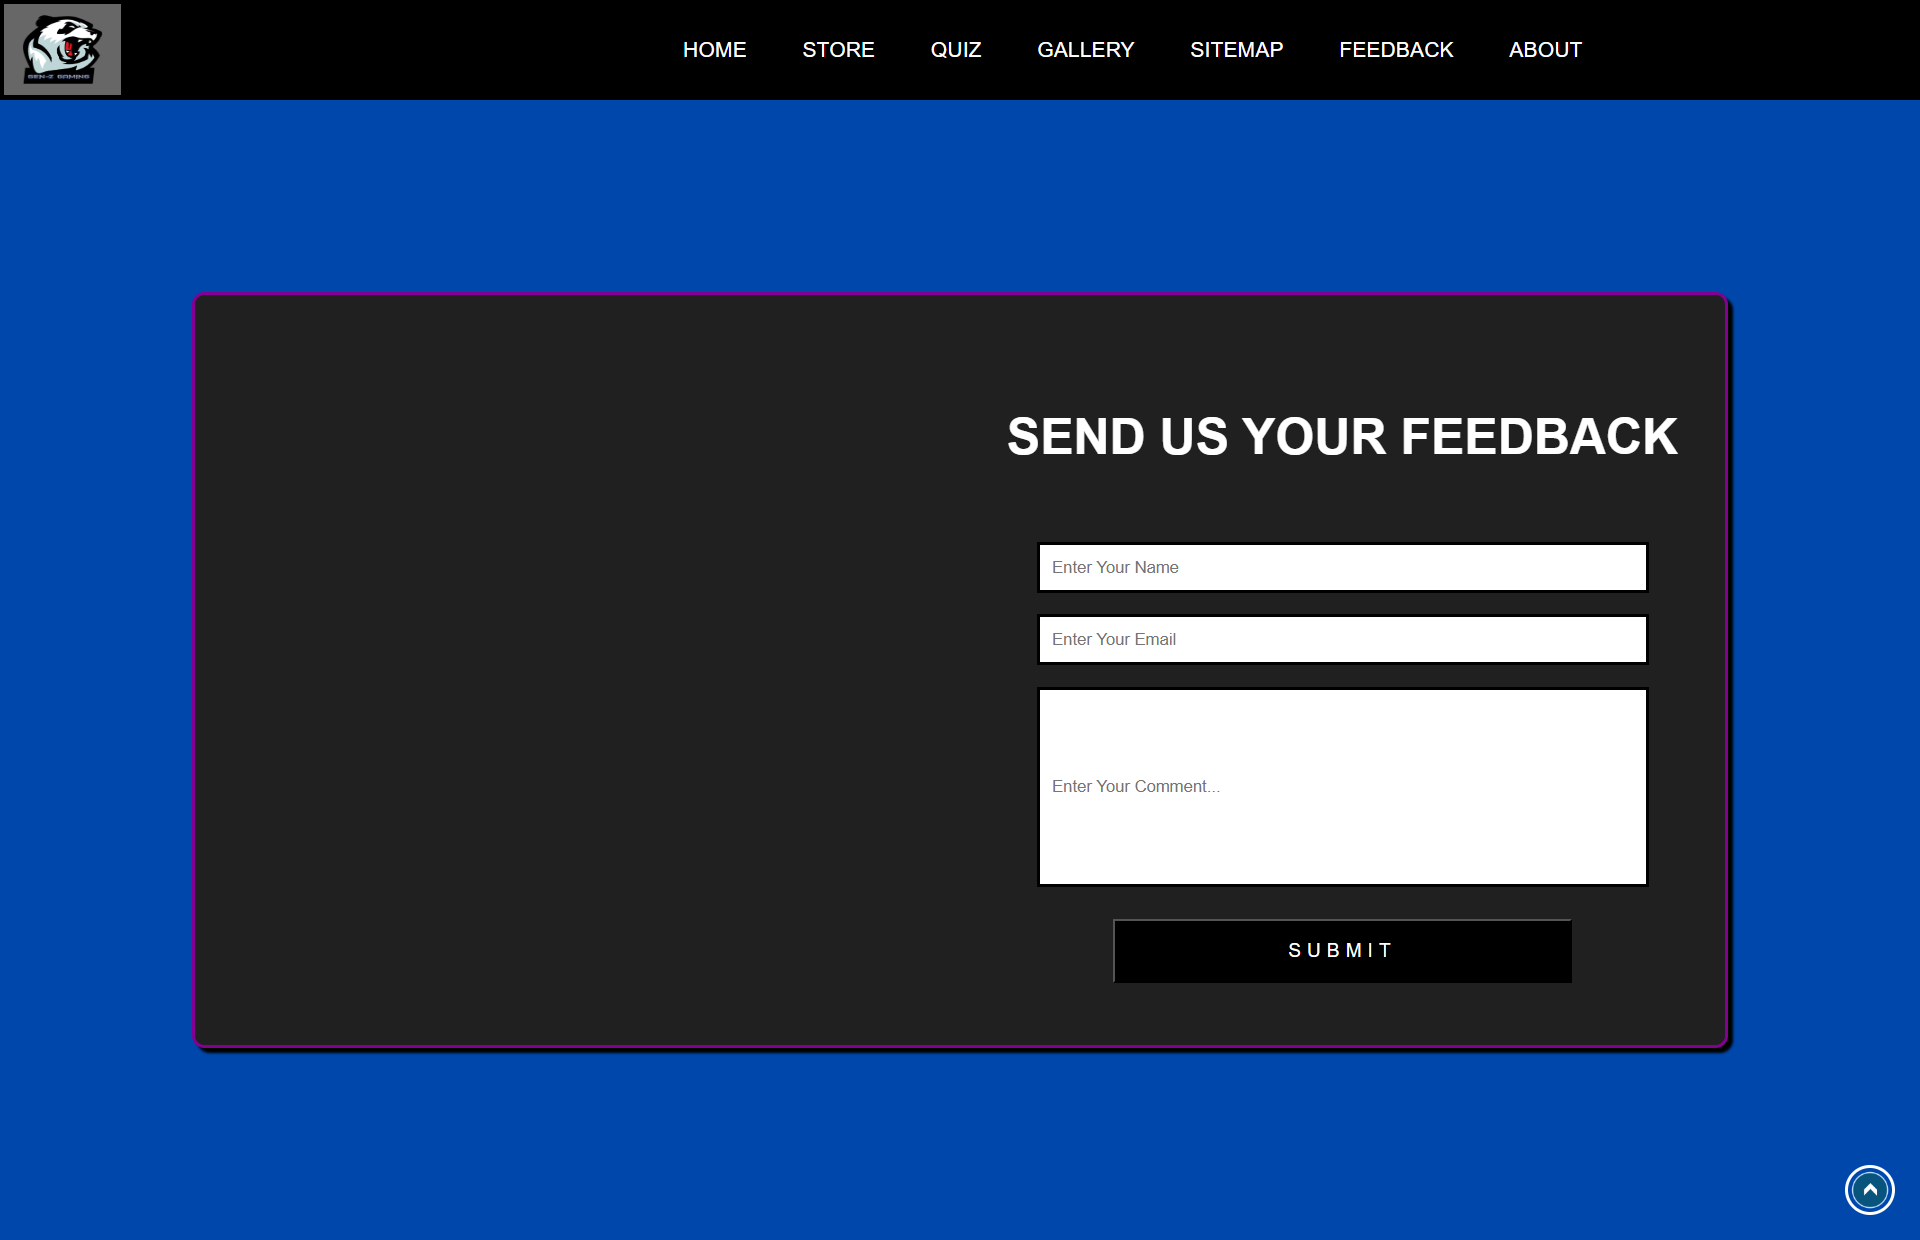 GEN-Z GAMING
HOME STORE QUIZ GALLERY SITEMAP FEEDBACK ABOUT
SEND US YOUR FEEDBACK
Enter Your Name
Enter Your Email
Enter Your Comment...
SUBMIT